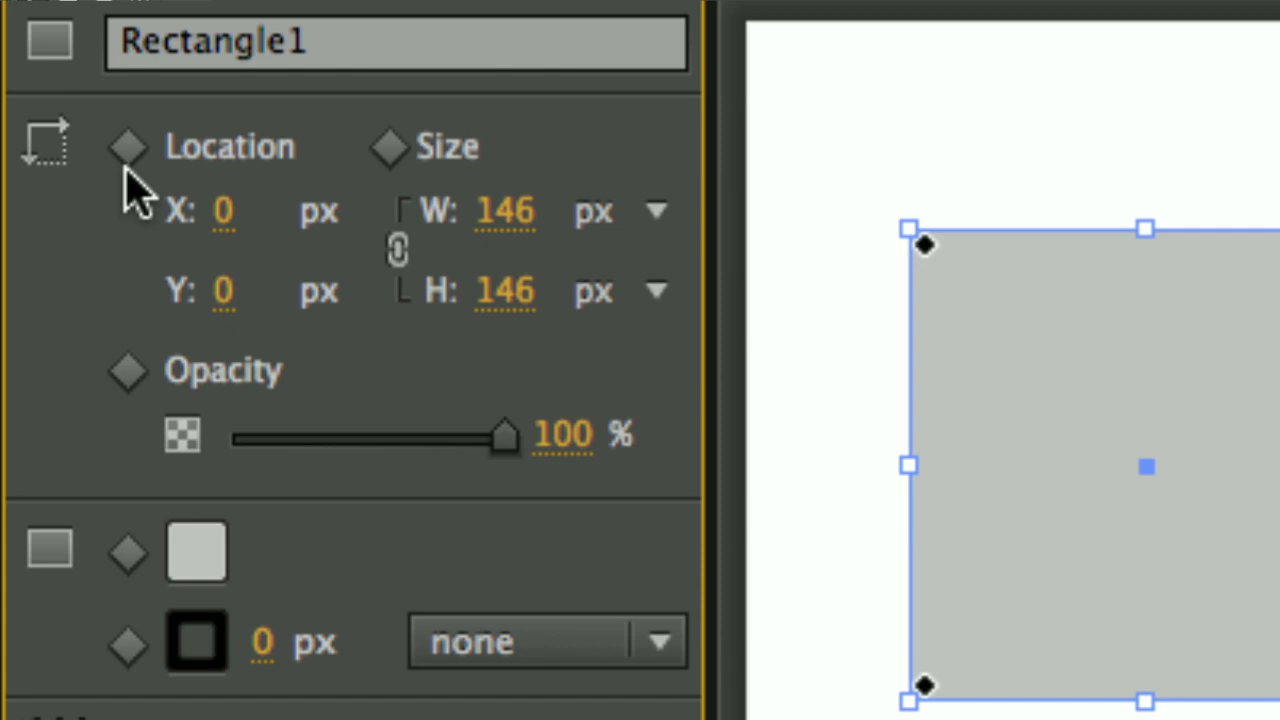 Rectangle1
Location Size
X: 0 px W: 146 px
Y: 0 px H: 146 px
Opacity
100 %
0 px none